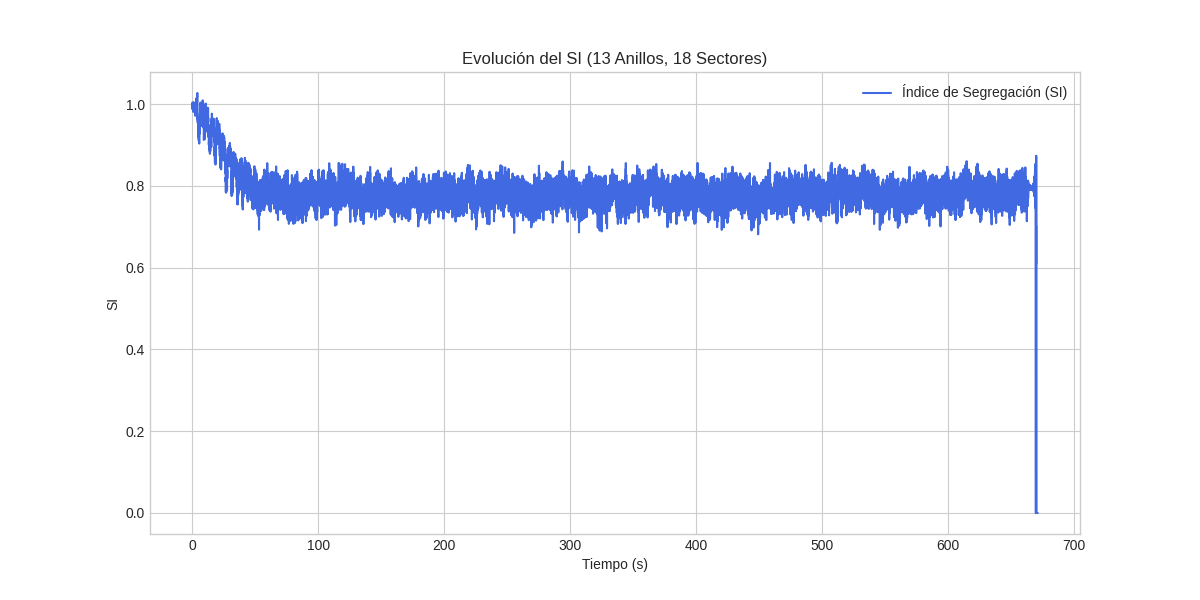 Evolución del SI (13 Anillos, 18 Sectores)
Índice de Segregación (SI)
1.0
0.8
0.6
0.4
0.2
0.0
SI
0 100 200 300 400 500 600 700
Tiempo (s)